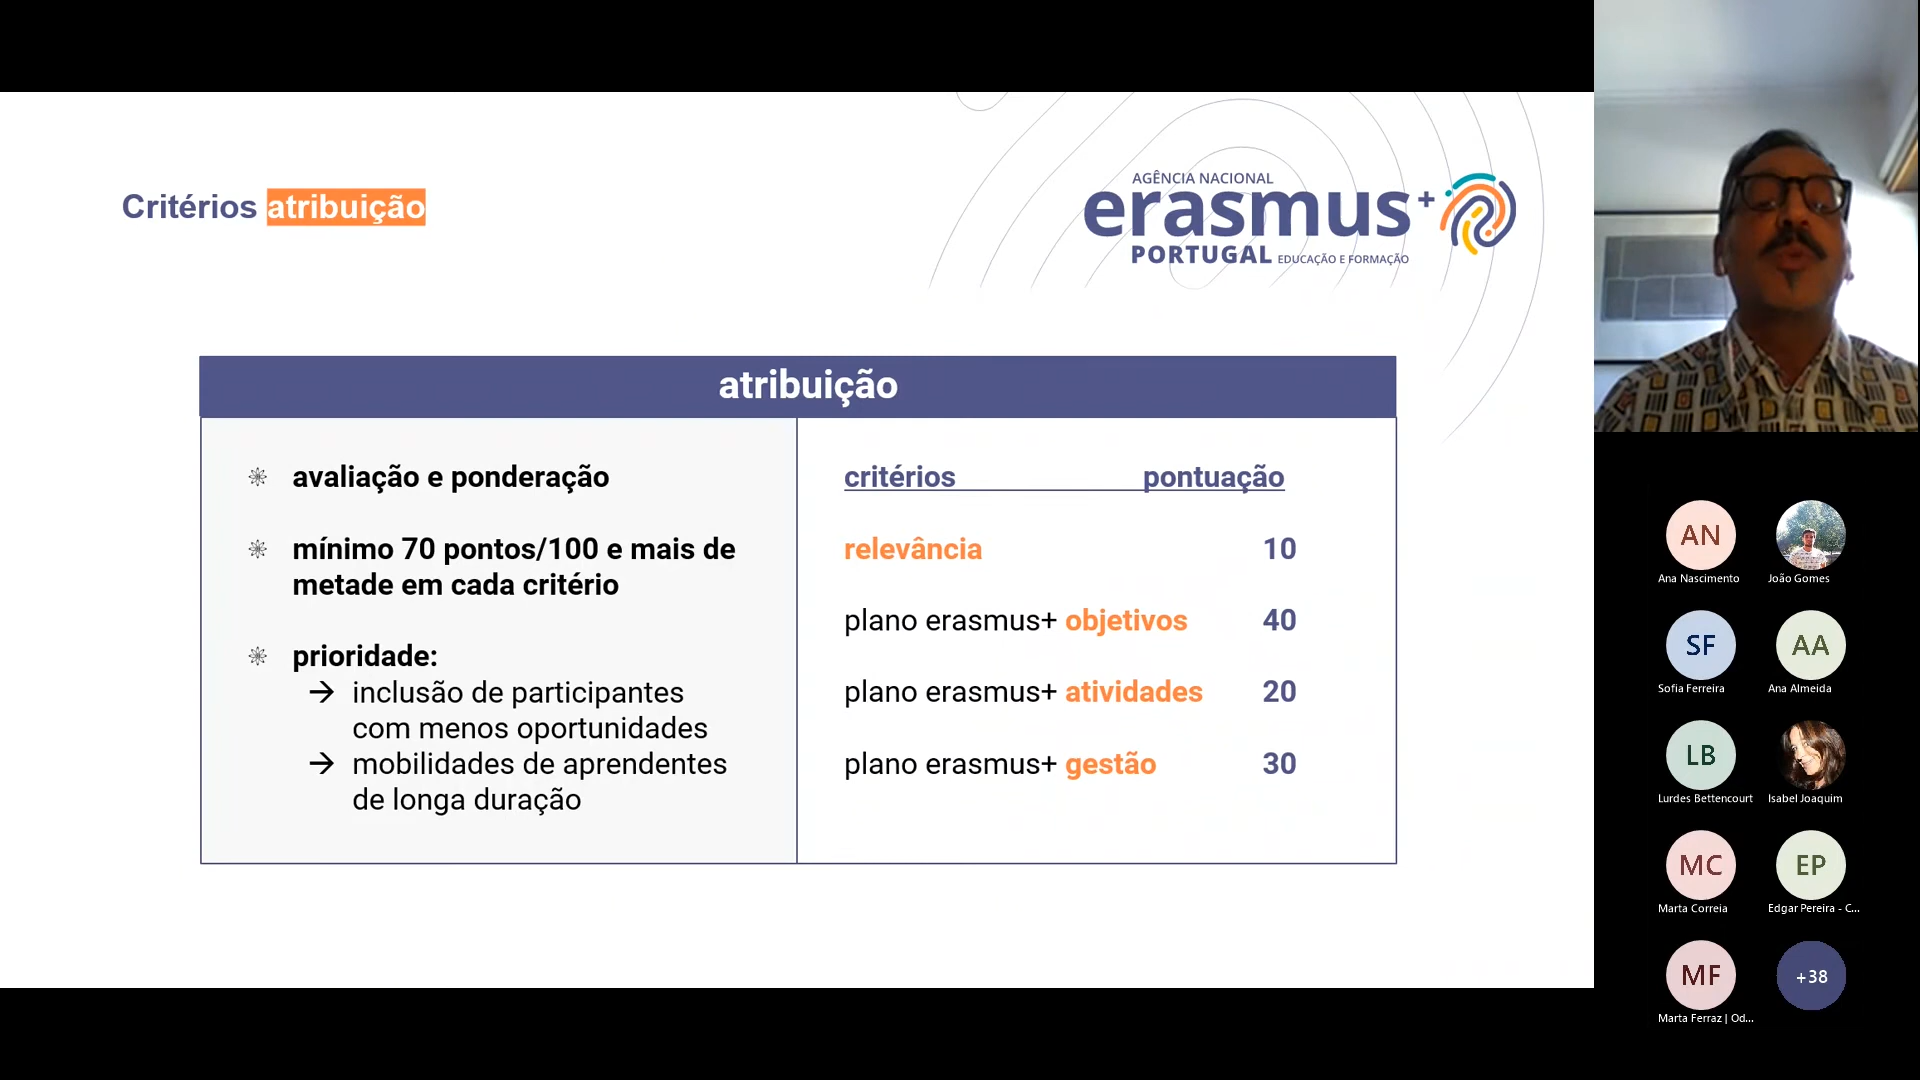 Critérios atribuição
AGÊNCIA NACIONAL
erasmus+
PORTUGAL EDUCAÇÃO E FORMAÇÃO
atribuição
avaliação e ponderação
mínimo 70 pontos/100 e mais de
metade em cada critério
prioridade:
→ inclusão de participantes
com menos oportunidades
→ mobilidades de aprendentes
de longa duração
critérios pontuação
relevância 10
plano erasmus+ objetivos 40
plano erasmus+ atividades 20
plano erasmus+ gestão 30
AN
Ana Nascimento João Gomes
SF AA
Sofia Ferreira Ana Almeida
LB
Lurdes Bettencourt Isabel Joaquim
MC EP
Marta Correia Edgar Pereira - C...
MF +38
Marta Ferraz | Od...